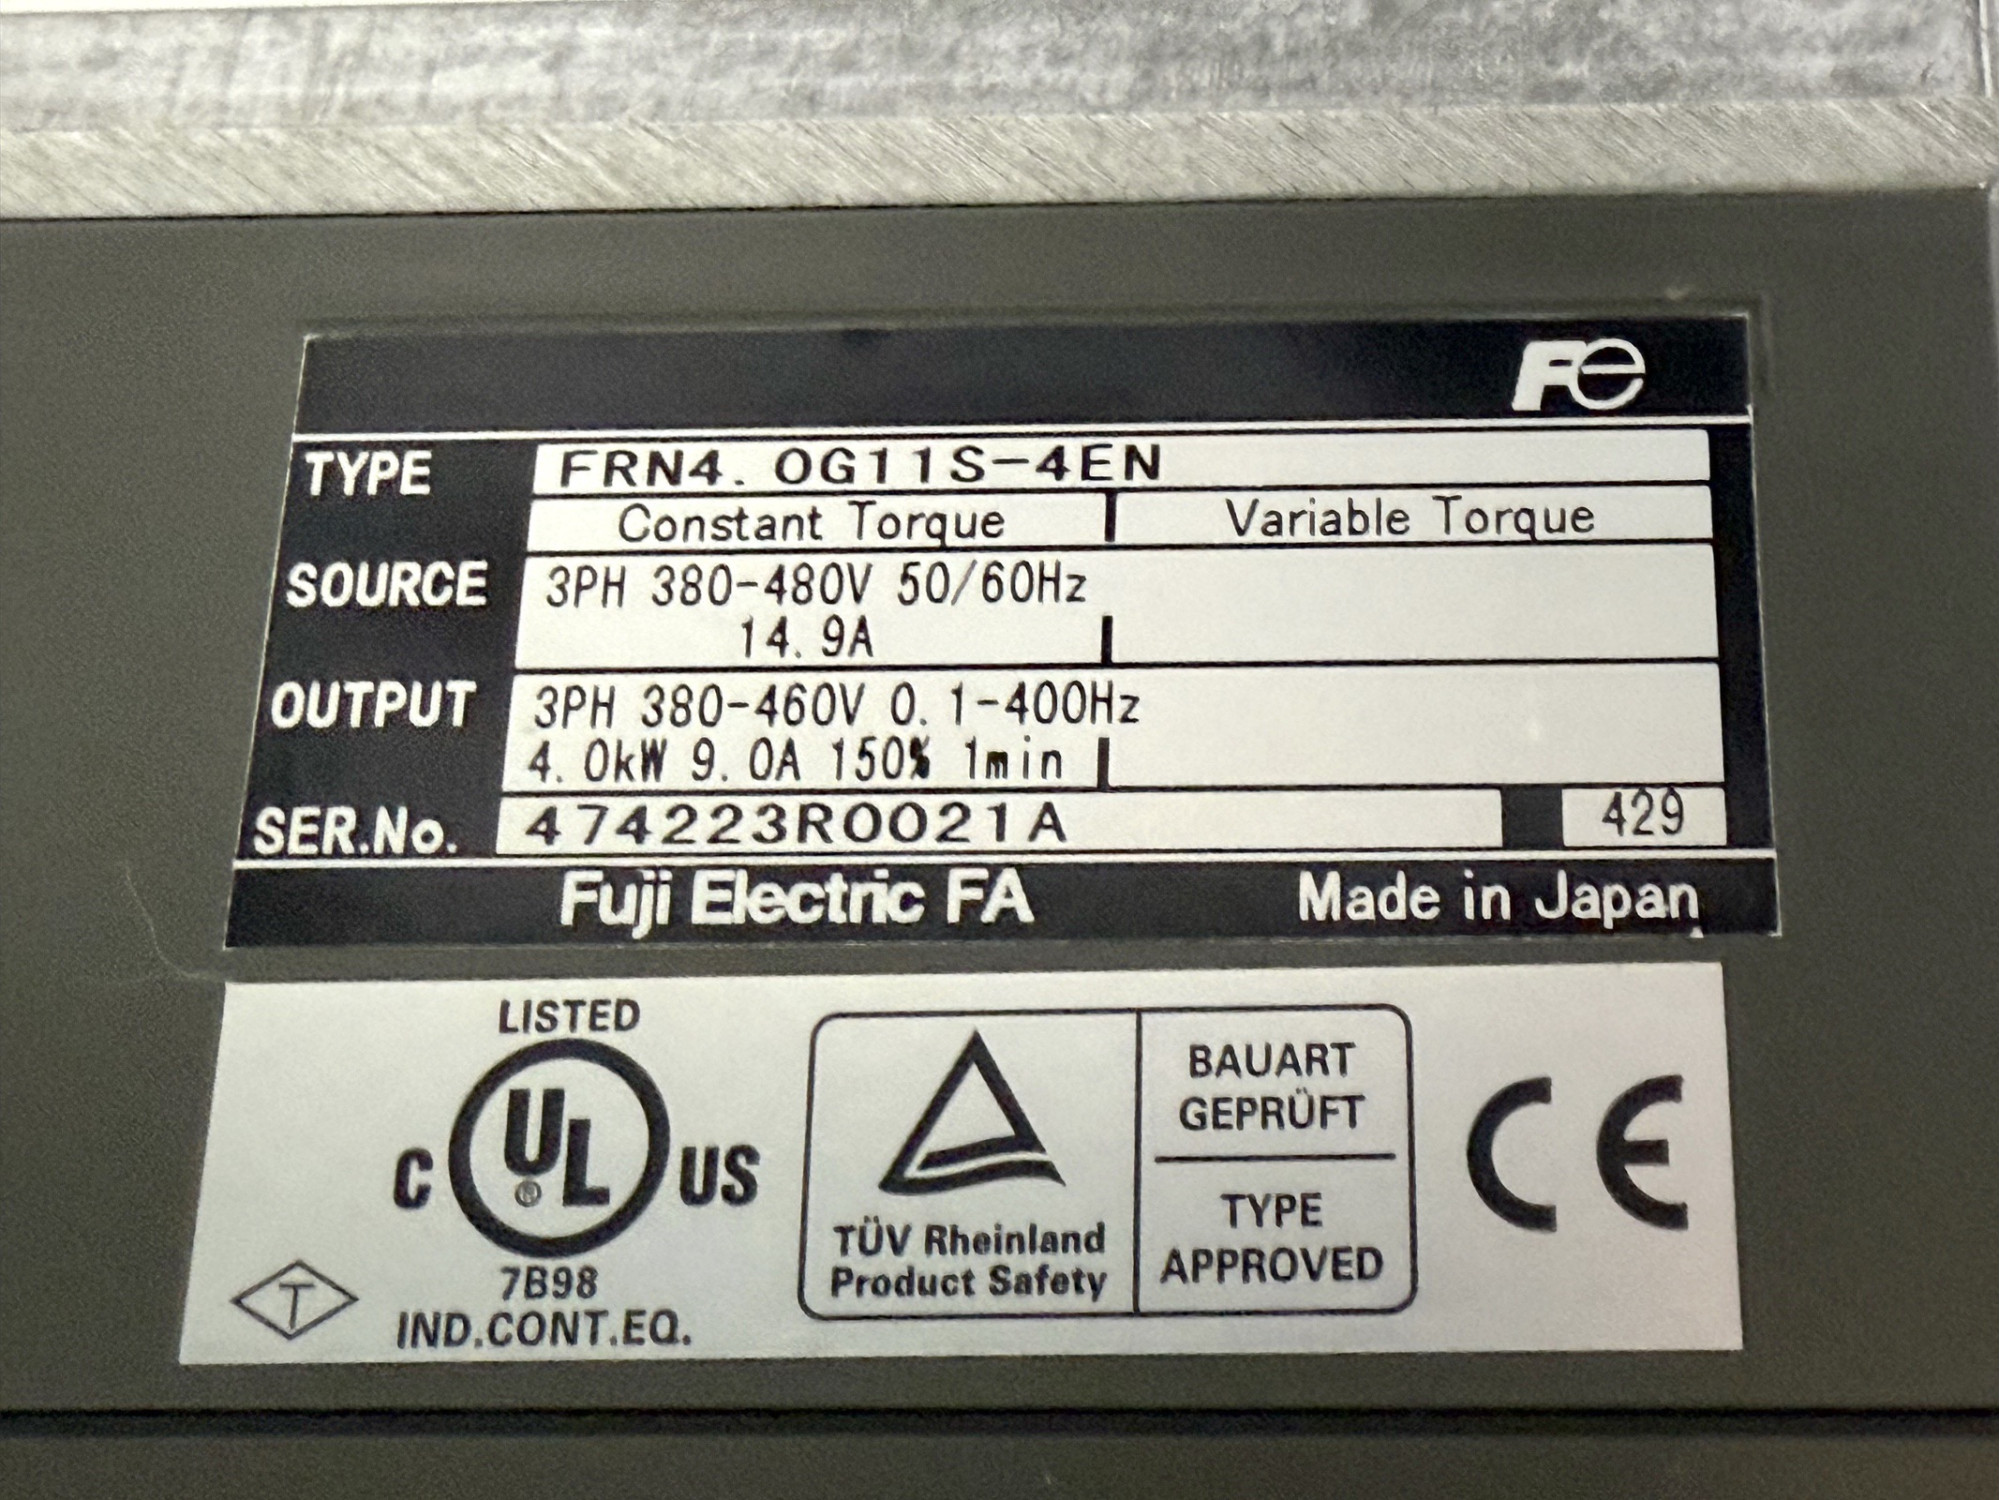 Fe
TYPE FRN4.0G11S-4EN
Constant Torque Variable Torque
SOURCE 3PH 380-480V 50/60Hz
14.9A
OUTPUT 3PH 380-460V 0.1-400Hz
4.0kW 9.0A 150% 1min
SER.No. 474223R0021A 429
Fuji Electric FA Made in Japan
LISTED
C UL US
®
7B98
IND.CONT.EQ.
T
TÜV Rheinland
Product Safety
BAUART
GEPRÜFT
TYPE
APPROVED
CE